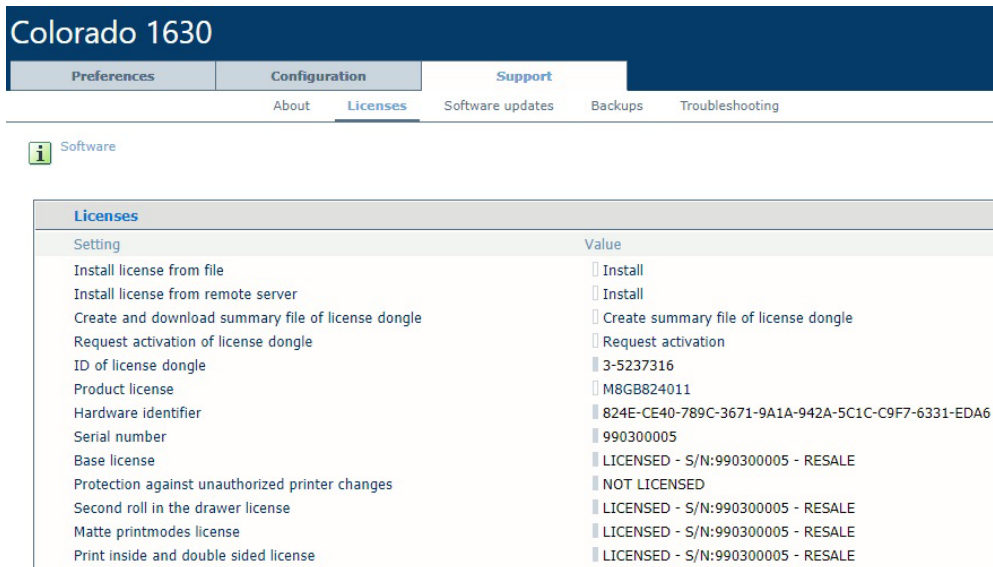 Colorado 1630
Preferences Configuration Support
About Licenses Software updates Backups Troubleshooting
i Software
Licenses
Setting Value
Install license from file Install
Install license from remote server Install
Create and download summary file of license dongle Create summary file of license dongle
Request activation of license dongle Request activation
ID of license dongle 3-5237316
Product license M8GB824011
Hardware identifier 824E-CE40-789C-3671-9A1A-942A-5C1C-C9F7-6331-EDA6
Serial number 990300005
Base license LICENSED - S/N:990300005 - RESALE
Protection against unauthorized printer changes NOT LICENSED
Second roll in the drawer license LICENSED - S/N:990300005 - RESALE
Matte printmodes license LICENSED - S/N:990300005 - RESALE
Print inside and double sided license LICENSED - S/N:990300005 - RESALE